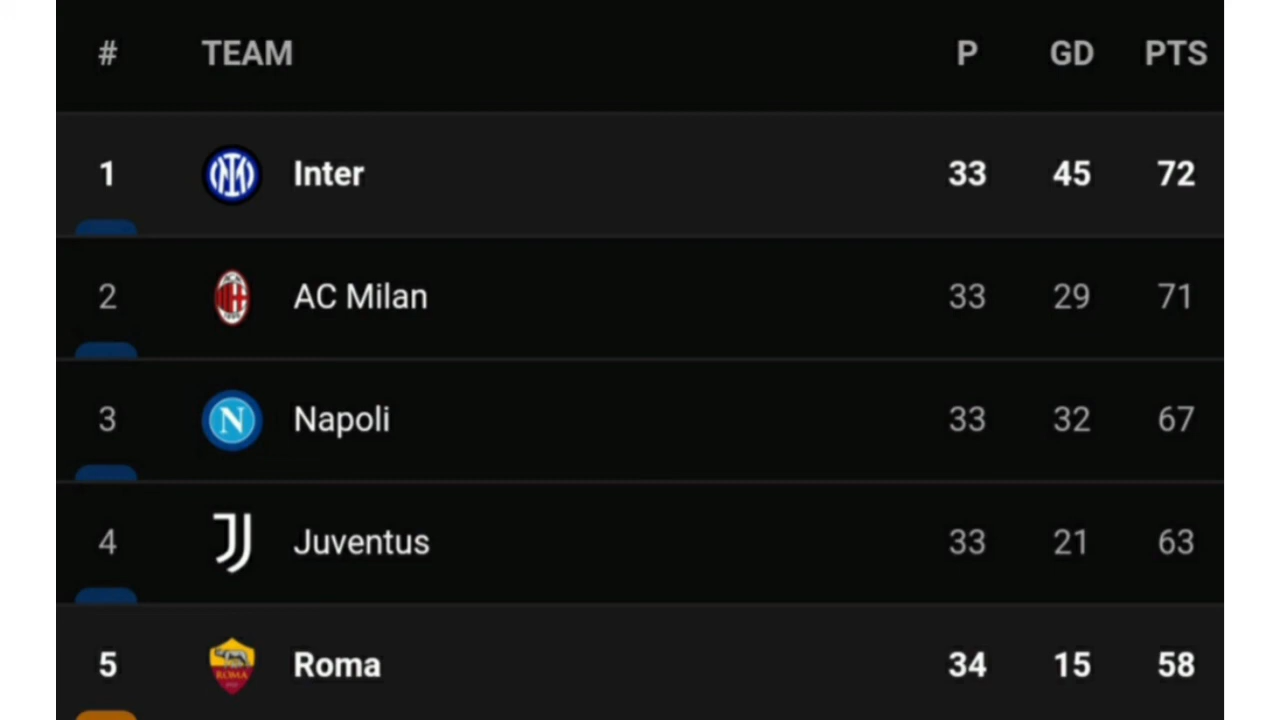 # TEAM P GD PTS
1 Inter 33 45 72
2 AC Milan 33 29 71
3 Napoli 33 32 67
4 Juventus 33 21 63
5 ROMA Roma 34 15 58